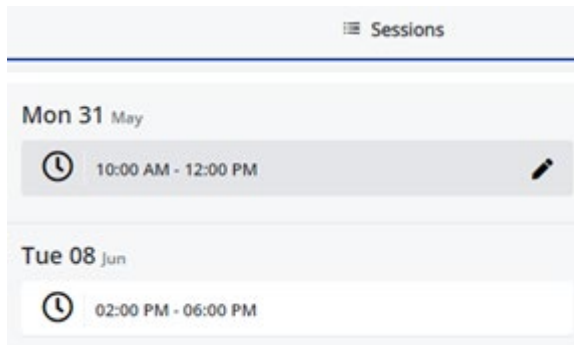 Sessions
Mon 31 May
10:00 AM - 12:00 PM
Tue 08 Jun
02:00 PM - 06:00 PM